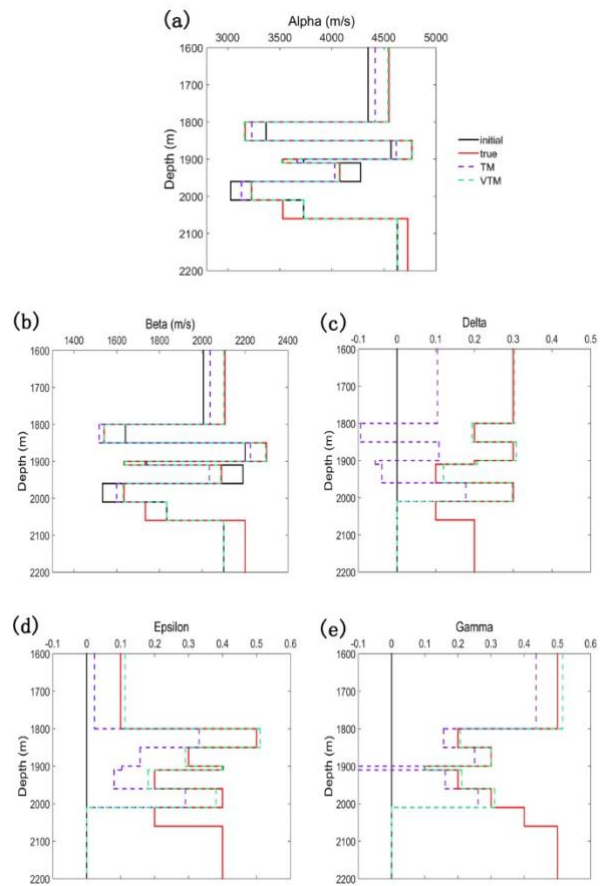 (a)
Alpha (m/s)
3000 3500 4000 4500 5000
1600
1700
1800
1900
2000
2100
2200
Depth (m)
initial
true
TM
VTM
(b)
Beta (m/s)
1400 1600 1800 2000 2200 2400
1600
1700
1800
1900
2000
2100
2200
Depth (m)
(c)
Delta
-0.1 0 0.1 0.2 0.3 0.4 0.5
1600
1700
1800
1900
2000
2100
2200
Depth (m)
(d)
Epsilon
-0.1 0 0.1 0.2 0.3 0.4 0.5 0.6
1600
1700
1800
1900
2000
2100
2200
Depth (m)
(e)
Gamma
-0.1 0 0.1 0.2 0.3 0.4 0.5 0.6
1600
1700
1800
1900
2000
2100
2200
Depth (m)